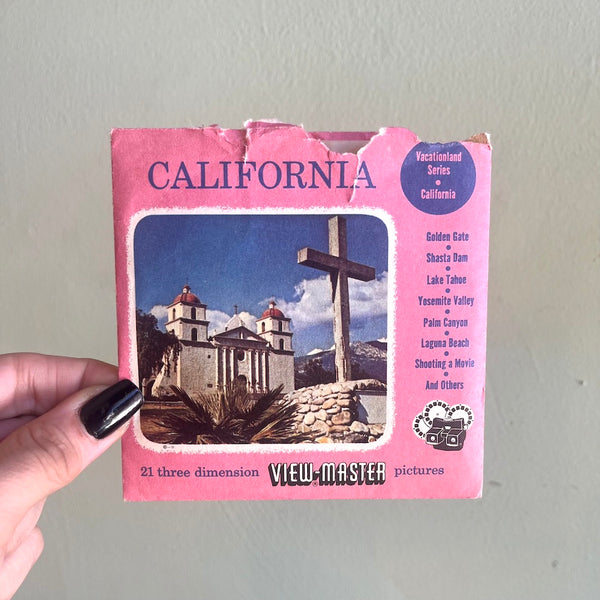 CALIFORNIA
Vacationland
Series
•
California
Golden Gate
•
Shasta Dam
•
Lake Tahoe
•
Yosemite Valley
•
Palm Canyon
•
Laguna Beach
•
Shooting a Movie
•
And Others
21 three dimension VIEW-MASTER® pictures